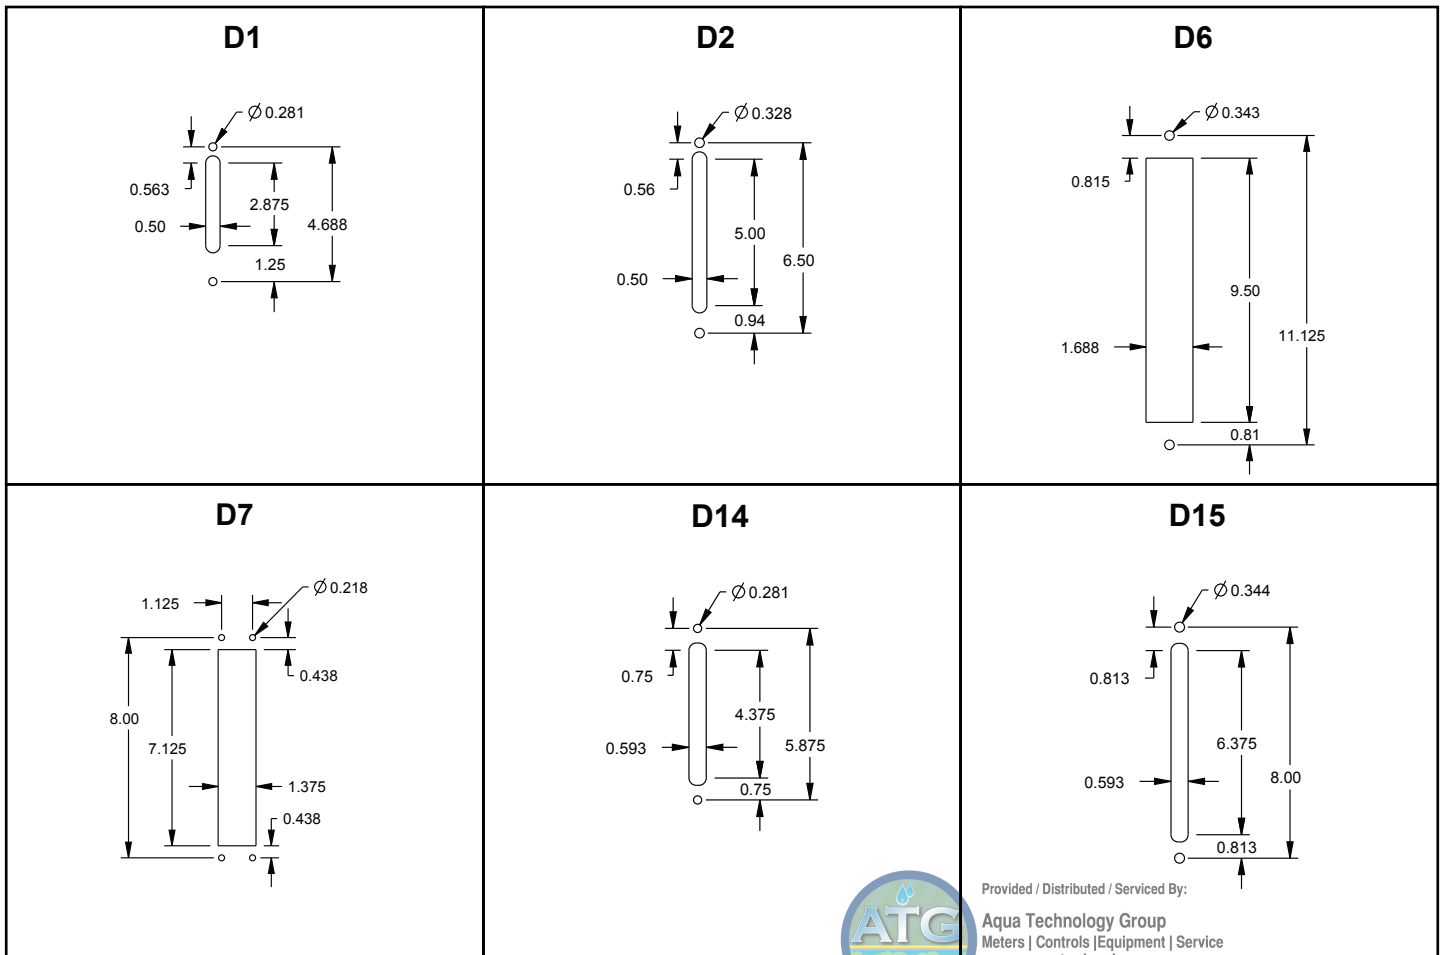 D1
Ø0.281
0.563
2.875
0.50
4.688
1.25
D2
Ø0.328
0.56
5.00
6.50
0.50
0.94
D6
Ø0.343
0.815
9.50
11.125
1.688
0.81
D7
Ø0.218
1.125
0.438
8.00
7.125
1.375
0.438
D14
Ø0.281
0.75
4.375
5.875
0.593
0.75
D15
Ø0.344
0.813
6.375
8.00
0.593
0.813
ATG
Provided / Distributed / Serviced By:
Aqua Technology Group
Meters | Controls |Equipment | Service